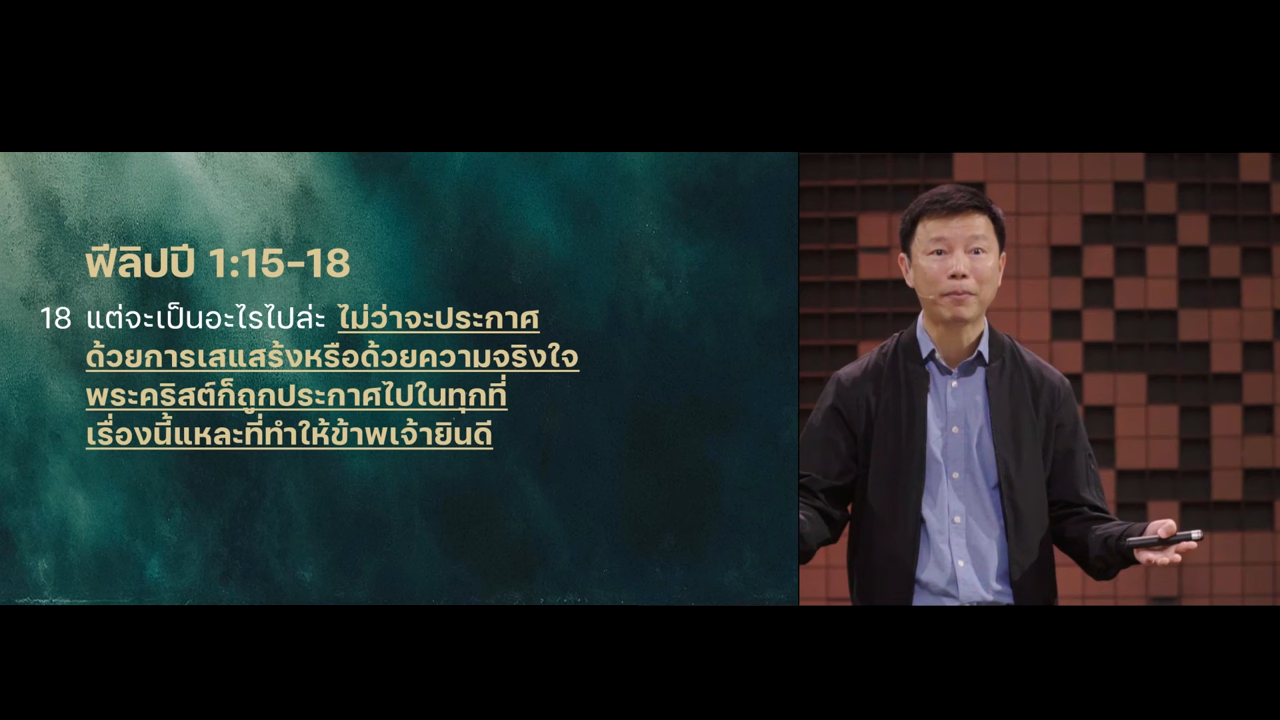 ฟีลิปปี 1:15-18
18 แต่จะเป็นอะไรไปล่ะ ไม่ว่าจะประกาศ
ด้วยการเสแสร้งหรือด้วยความจริงใจ
พระคริสต์ก็ถูกประกาศไปในทุกที่
เรื่องนี้แหละที่ทำให้ข้าพเจ้ายินดี